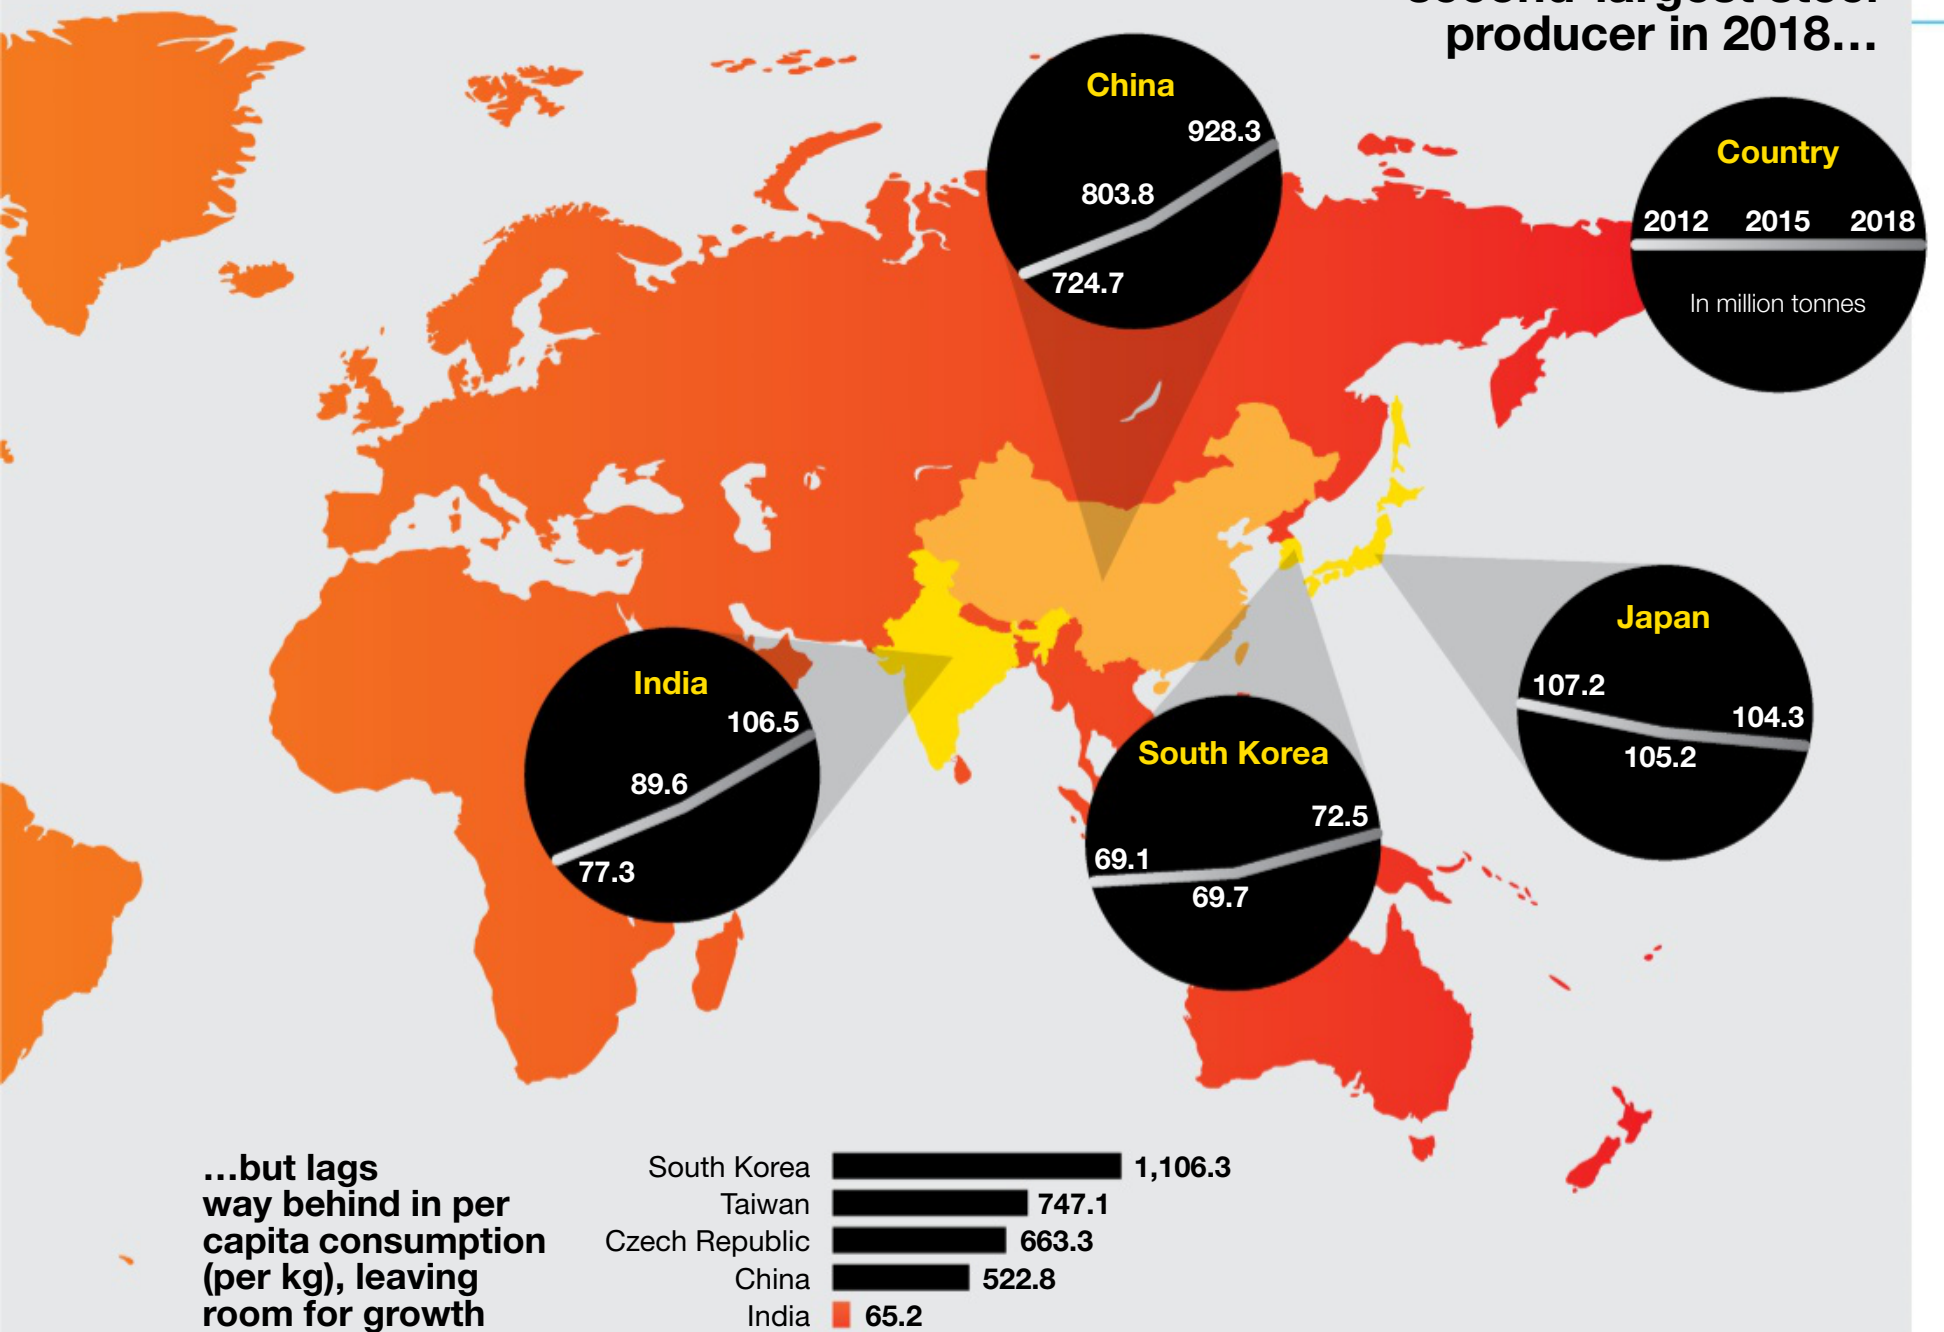 second-largest steel
producer in 2018...
China
928.3
803.8
724.7
Country
2012 2015 2018
In million tonnes
India
106.5
89.6
77.3
South Korea
72.5
69.1
69.7
Japan
107.2
104.3
105.2
...but lags
way behind in per
capita consumption
(per kg), leaving
room for growth
South Korea 1,106.3
Taiwan 747.1
Czech Republic 663.3
China 522.8
India 65.2